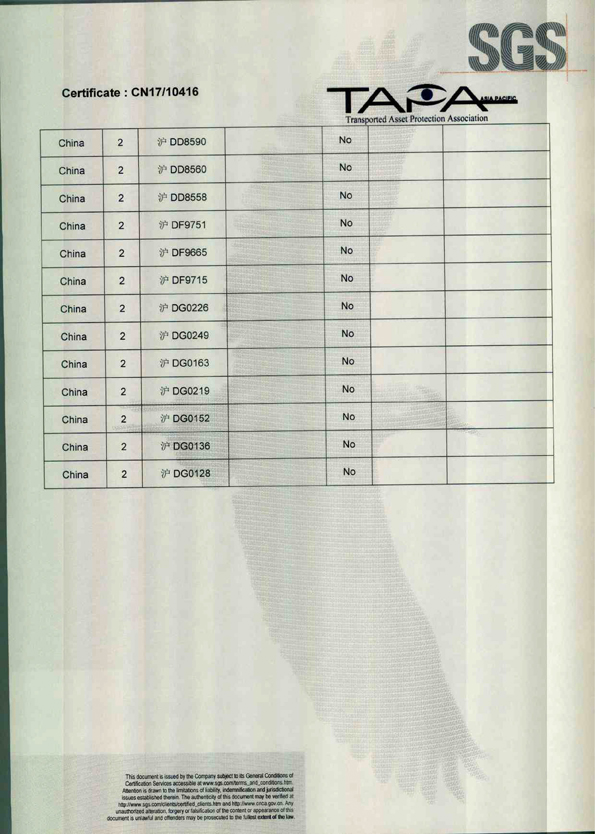 SGS
Certificate : CN17/10416
TAPA ASIA PACIFIC
Transported Asset Protection Association
China 2 沪 DD8590 No
China 2 沪 DD8560 No
China 2 沪 DD8558 No
China 2 沪 DF9751 No
China 2 沪 DF9665 No
China 2 沪 DF9715 No
China 2 沪 DG0226 No
China 2 沪 DG0249 No
China 2 沪 DG0163 No
China 2 沪 DG0219 No
China 2 沪 DG0152 No
China 2 沪 DG0136 No
China 2 沪 DG0128 No
This document is issued by the Company subject to its General Conditions of
Certification Services accessible at www.sgs.com/terms_and_conditions.htm.
Attention is drawn to the limitations of liability, indemnification and jurisdictional
issues established therein. The authenticity of this document may be verified at
http://www.sgs.com/clients/certified_clients.htm and http://www.cnca.gov.cn. Any
unauthorized alteration, forgery or falsification of the content or appearance of this
document is unlawful and offenders may be prosecuted to the fullest extent of the law.